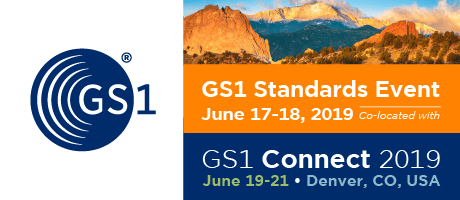 GS1®
GS1 Standards Event
June 17-18, 2019 Co-located with
GS1 Connect 2019
June 19-21 • Denver, CO, USA